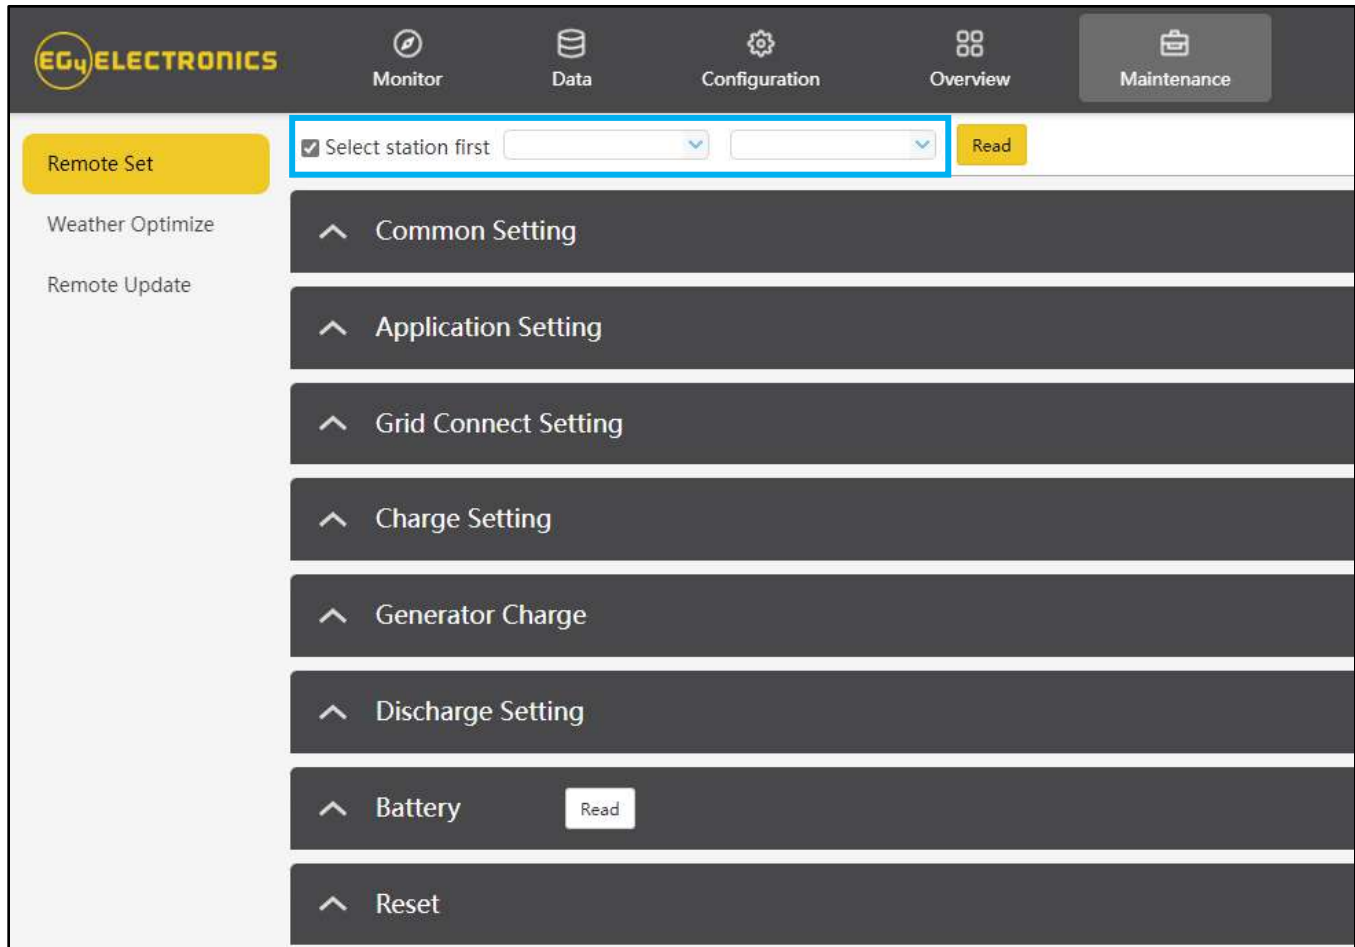 EG4 ELECTRONICS
Monitor
Data
Configuration
Overview
Maintenance
Remote Set
Weather Optimize
Remote Update
Select station first
Read
Common Setting
Application Setting
Grid Connect Setting
Charge Setting
Generator Charge
Discharge Setting
Battery
Read
Reset